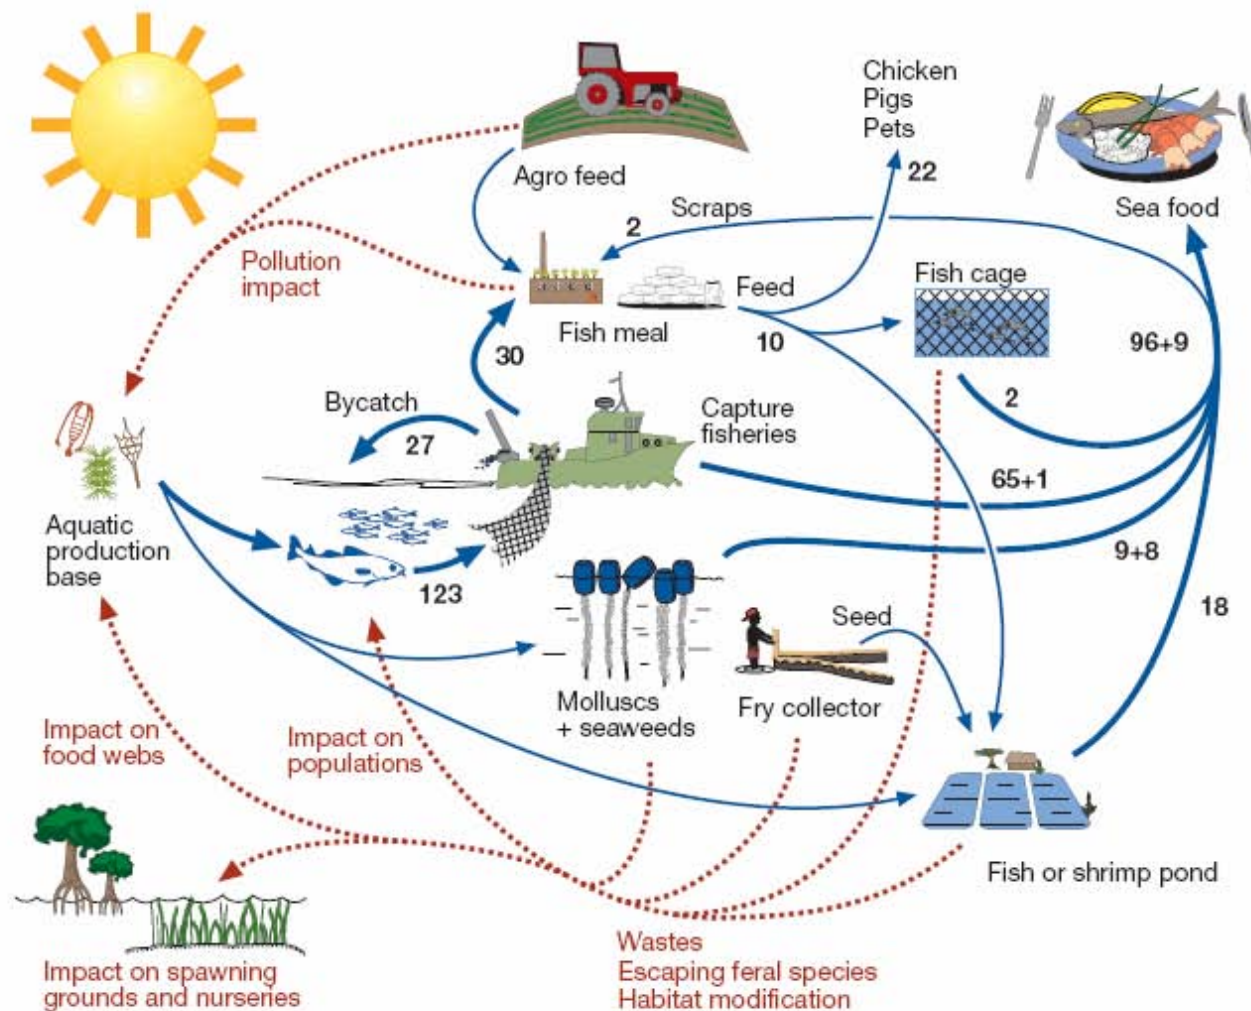 Chicken
Pigs
Pets
22
Agro feed
Scraps
2
Sea food
Pollution
impact
Feed
Fish cage
Fish meal
10
96+9
30
2
Bycatch
27
Capture
fisheries
65+1
Aquatic
production
base
123
9+8
18
Seed
Molluscs
+ seaweeds
Fry collector
Impact on
food webs
Impact on
populations
Fish or shrimp pond
Wastes
Escaping feral species
Habitat modification
Impact on spawning
grounds and nurseries